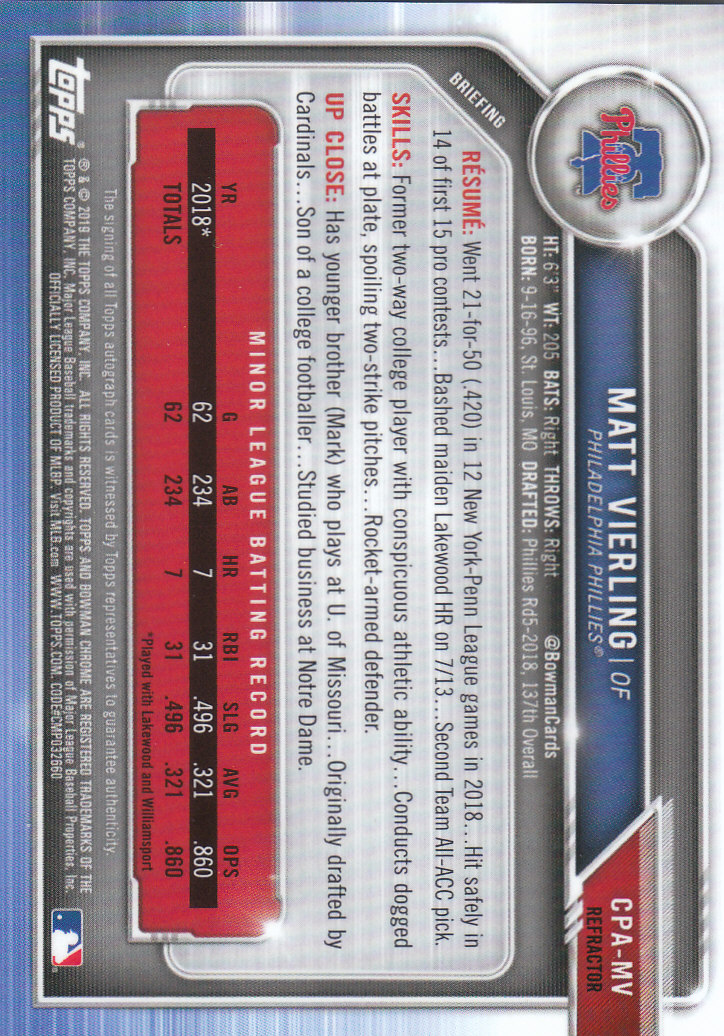 Phillies
MATT VIERLING | OF
PHILADELPHIA PHILLIES®
CPA-MV
REFRACTOR
HT: 6'3" WT: 205 BATS: Right THROWS: Right @BowmanCards
BORN: 9-16-96, St. Louis, MO DRAFTED: Phillies Rd5-2018, 137th Overall
BRIEFING
RÉSUMÉ: Went 21-for-50 (.420) in 12 New York-Penn League games in 2018...Hit safely in
14 of first 15 pro contests...Bashed maiden Lakewood HR on 7/13...Second Team All-ACC pick.
SKILLS: Former two-way college player with conspicuous athletic ability...Conducts dogged
battles at plate, spoiling two-strike pitches...Rocket-armed defender.
UP CLOSE: Has younger brother (Mark) who plays at U. of Missouri...Originally drafted by
Cardinals...Son of a college footballer...Studied business at Notre Dame.
MINOR LEAGUE BATTING RECORD
YR G AB HR RBI SLG AVG OPS
2018* 62 234 7 31 .496 .321 .860
TOTALS 62 234 7 31 .496 .321 .860
*Played with Lakewood and Williamsport
The signing of all Topps autograph cards is witnessed by Topps representatives to guarantee authenticity.
topps®
® & © 2019 THE TOPPS COMPANY, INC. ALL RIGHTS RESERVED. TOPPS AND BOWMAN CHROME ARE REGISTERED TRADEMARKS OF THE
TOPPS COMPANY, INC. Major League Baseball trademarks and copyrights are used with permission of Major League Baseball Properties, Inc.
OFFICIALLY LICENSED PRODUCT OF MLBP. Visit MLB.com WWW.TOPPS.COM. CODE#CMP032660